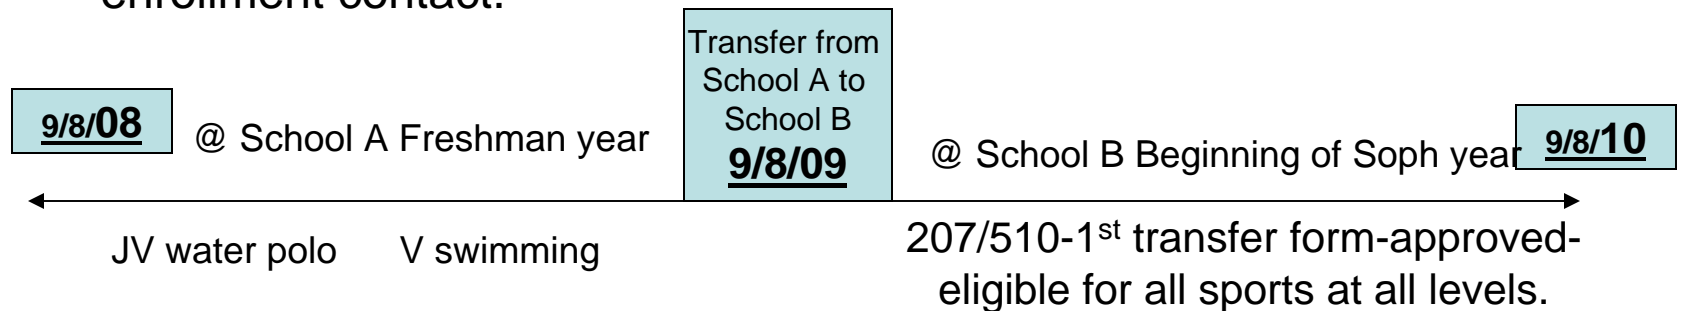 enrollment contact.
Transfer from
School A to
School B
9/8/09
9/8/08
@ School A Freshman year
@ School B Beginning of Soph year
9/8/10
JV water polo V swimming
207/510-1st transfer form-approved-
eligible for all sports at all levels.